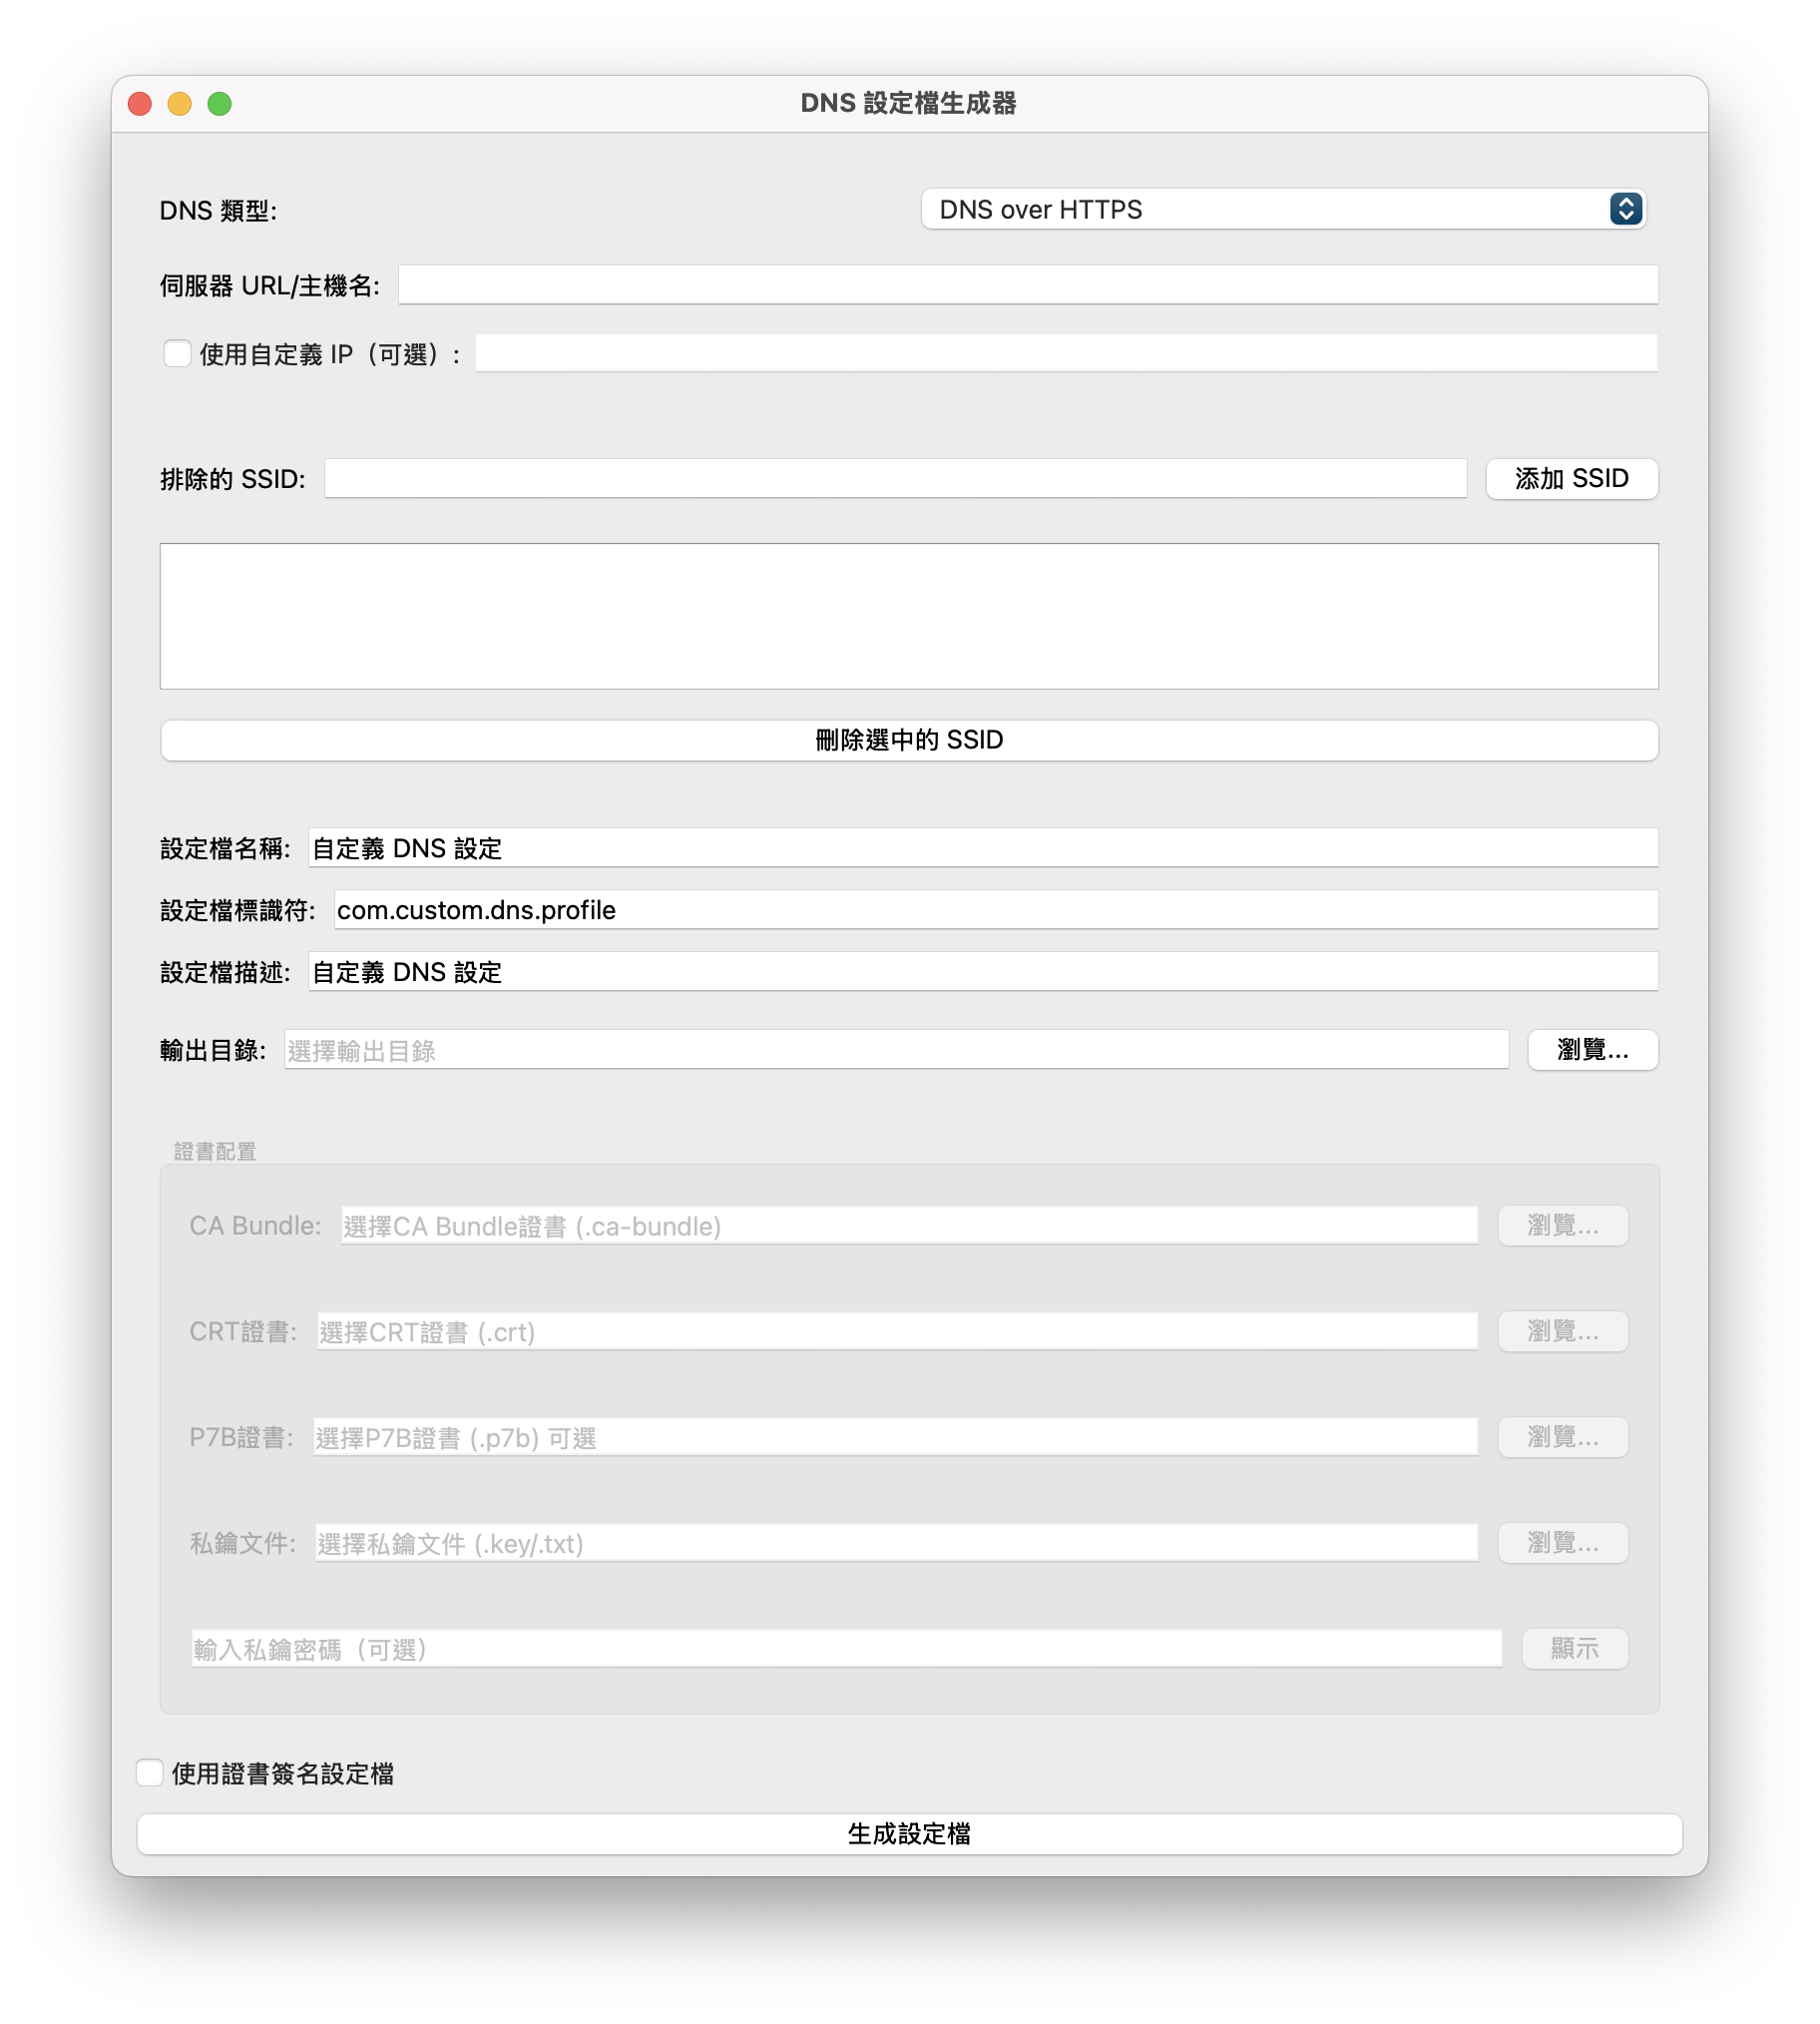 DNS 設定檔生成器
DNS 類型: DNS over HTTPS
伺服器 URL/主機名:
使用自定義 IP（可選）:
排除的 SSID: 添加 SSID
刪除選中的 SSID
設定檔名稱: 自定義 DNS 設定
設定檔標識符: com.custom.dns.profile
設定檔描述: 自定義 DNS 設定
輸出目錄: 選擇輸出目錄 瀏覽...
證書配置
CA Bundle: 選擇CA Bundle證書 (.ca-bundle) 瀏覽...
CRT證書: 選擇CRT證書 (.crt) 瀏覽...
P7B證書: 選擇P7B證書 (.p7b) 可選 瀏覽...
私鑰文件: 選擇私鑰文件 (.key/.txt) 瀏覽...
輸入私鑰密碼（可選） 顯示
使用證書簽名設定檔
生成設定檔